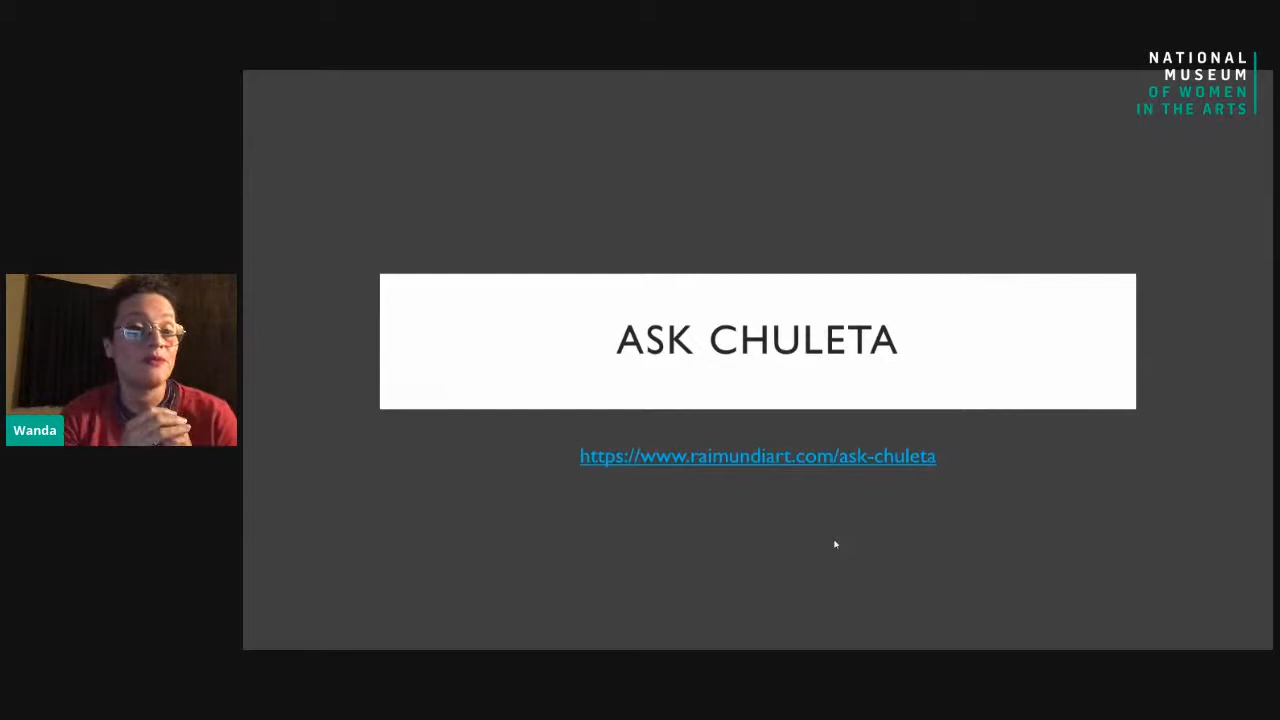 NATIONAL
MUSEUM
OF WOMEN
IN THE ARTS
ASK CHULETA
Wanda
https://www.raimundiart.com/ask-chuleta